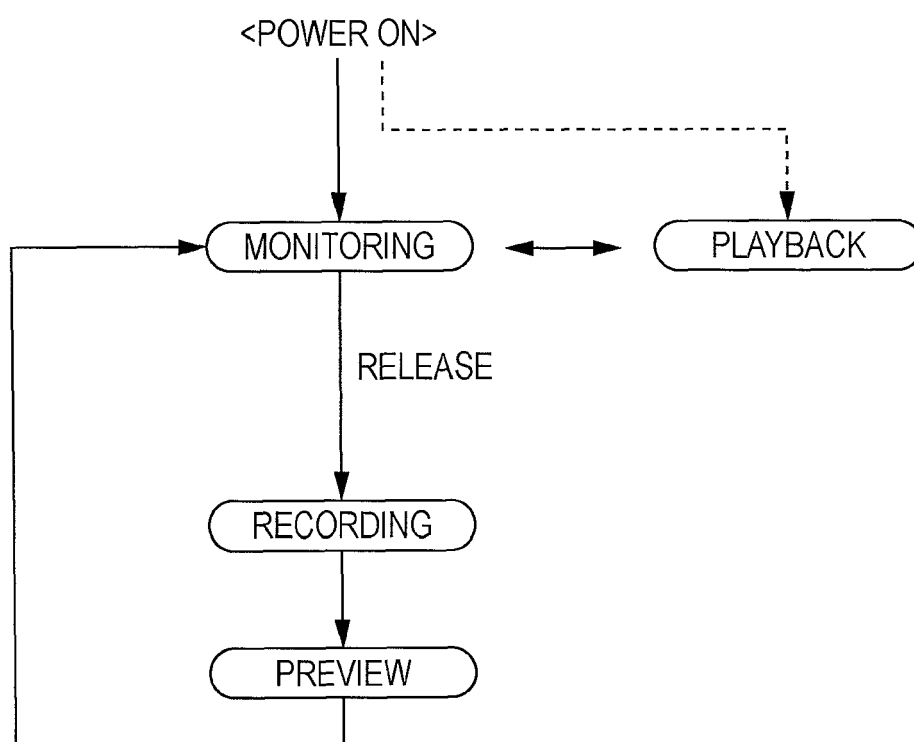 <POWER ON>
MONITORING
PLAYBACK
RELEASE
RECORDING
PREVIEW